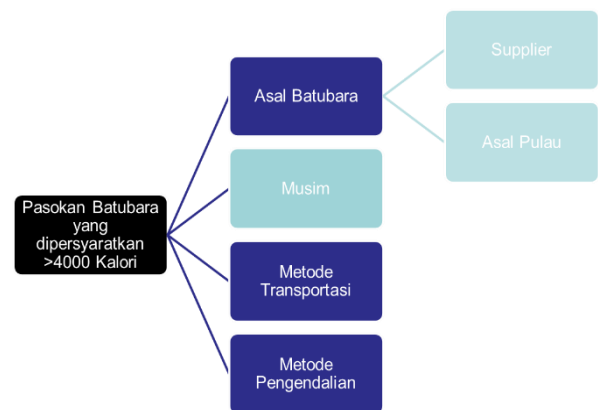 Pasokan Batubara
yang
dipersyaratkan
>4000 Kalori
Asal Batubara
Supplier
Asal Pulau
Musim
Metode
Transportasi
Metode
Pengendalian